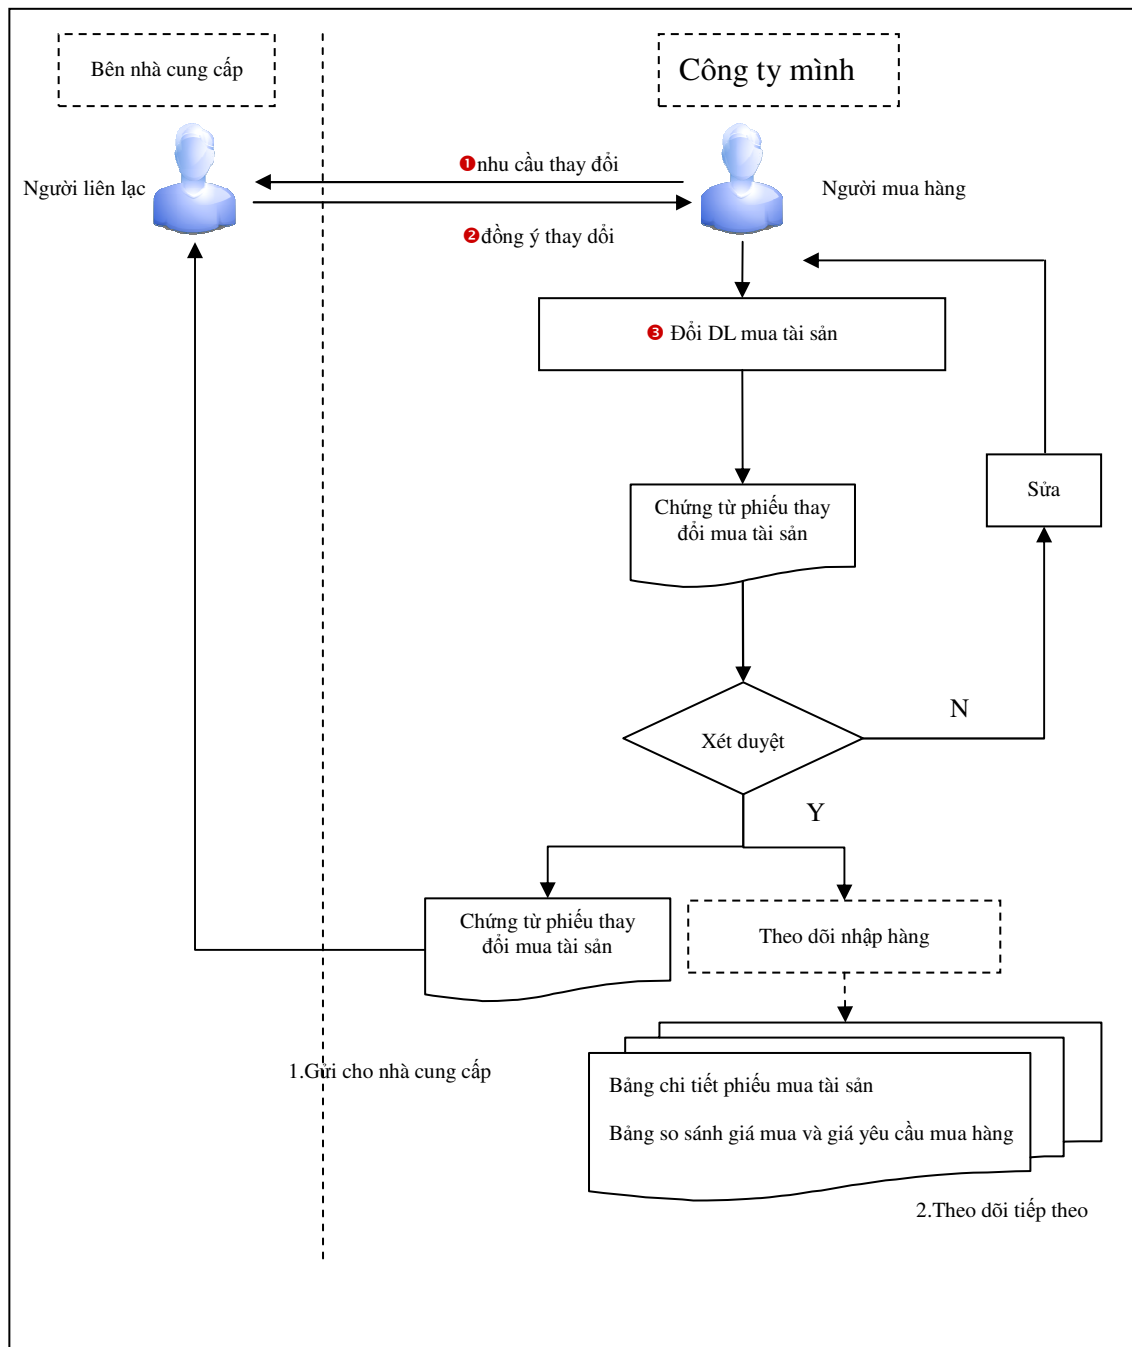 Bên nhà cung cấp
Công ty mình
❶nhu cầu thay đổi
Người liên lạc
Người mua hàng
❷đồng ý thay dổi
❸ Đổi DL mua tài sản
Sửa
Chứng từ phiếu thay
đổi mua tài sản
N
Xét duyệt
Y
Chứng từ phiếu thay
đổi mua tài sản
Theo dõi nhập hàng
1.Gửi cho nhà cung cấp
Bảng chi tiết phiếu mua tài sản
Bảng so sánh giá mua và giá yêu cầu mua hàng
2.Theo dõi tiếp theo